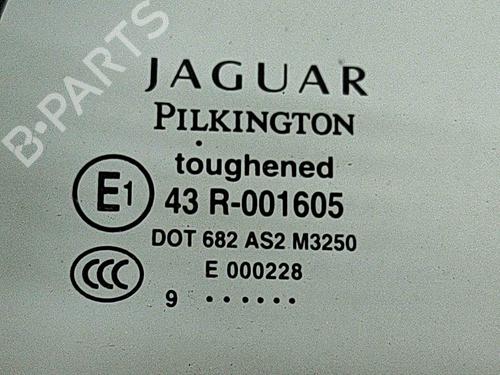 B-PARTS
JAGUAR
PILKINGTON
toughened
E1 43 R-001605
DOT 682 AS2 M3250
CCC E 000228
9 ......